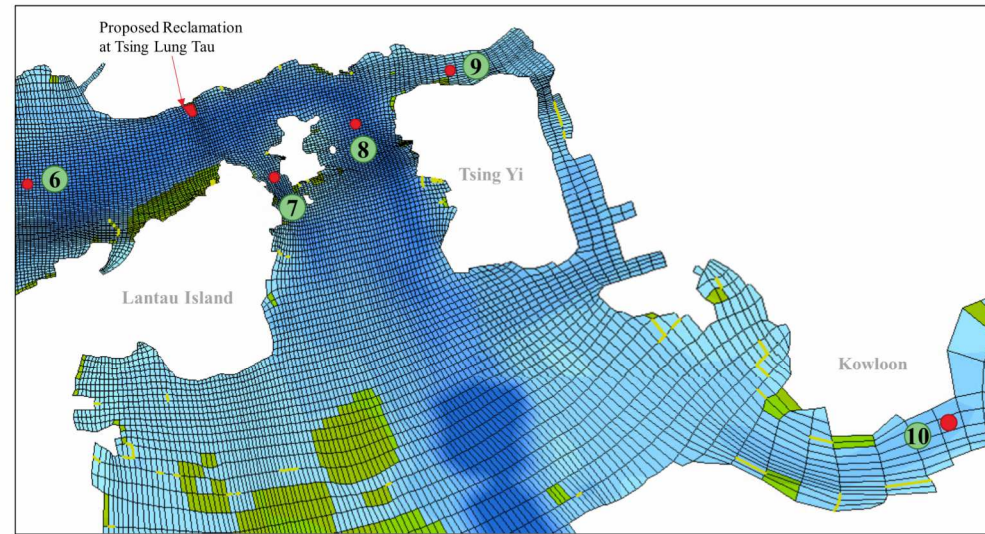 Proposed Reclamation
at Tsing Lung Tau
9
8
6
Tsing Yi
7
Lantau Island
Kowloon
10